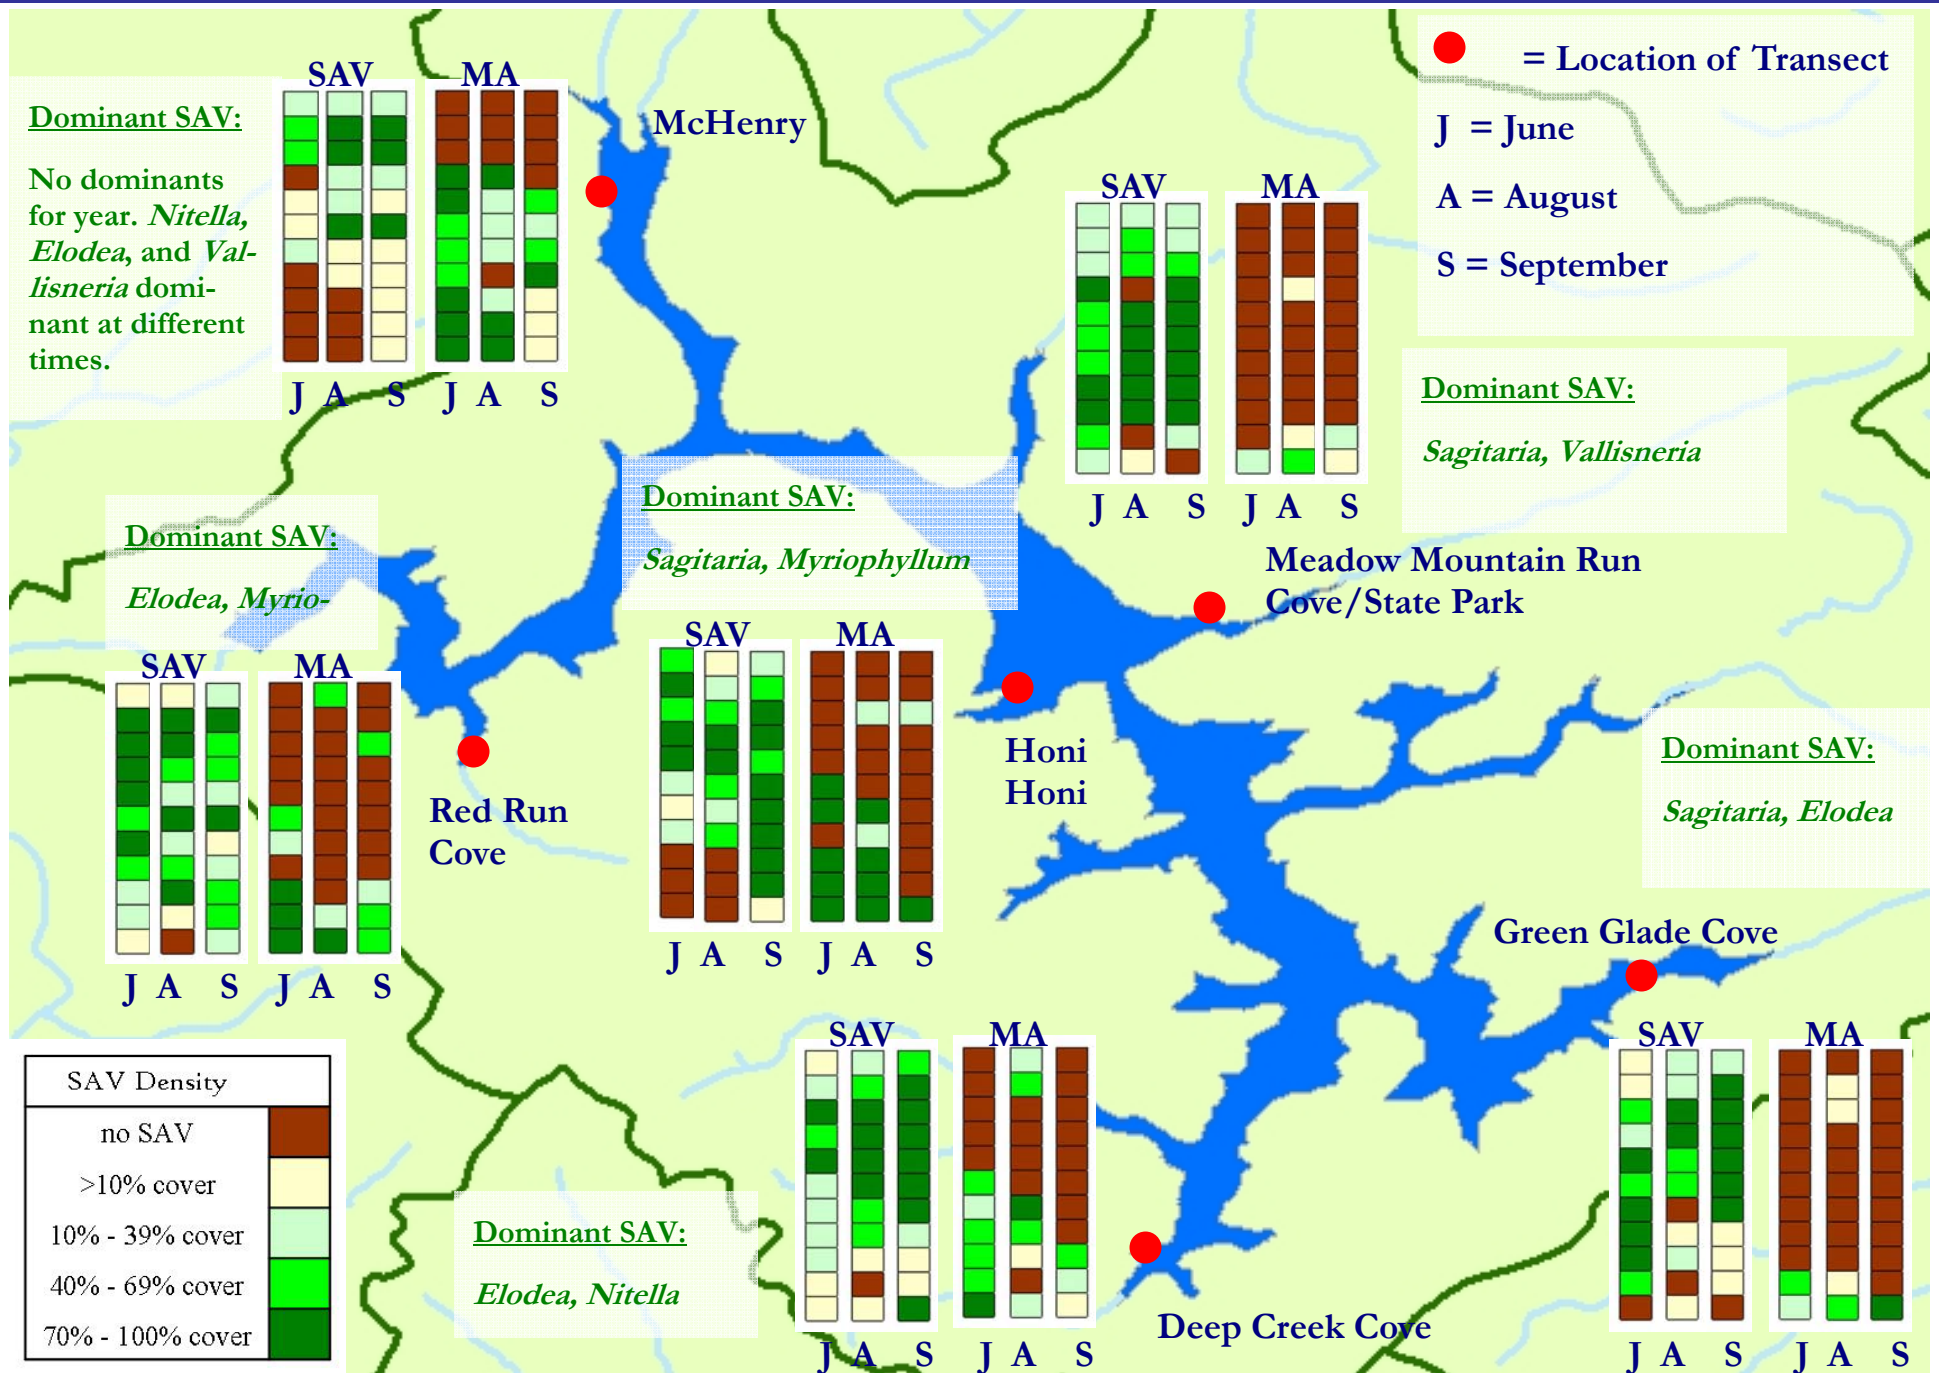 = Location of Transect
J = June
A = August
S = September
SAV MA
Dominant SAV:
No dominants
for year. Nitella,
Elodea, and Val-
lisneria domi-
nant at different
times.
J A S J A S
McHenry
SAV MA
J A S J A S
Dominant SAV:
Sagitaria, Vallisneria
Meadow Mountain Run
Cove/State Park
Dominant SAV:
Sagitaria, Myriophyllum
SAV MA
J A S J A S
Honi
Honi
Dominant SAV:
Elodea, Myrio-
SAV MA
J A S J A S
Red Run
Cove
Dominant SAV:
Sagitaria, Elodea
Green Glade Cove
SAV MA
J A S J A S
SAV MA
J A S J A S
Dominant SAV:
Elodea, Nitella
Deep Creek Cove
SAV Density
no SAV
>10% cover
10% - 39% cover
40% - 69% cover
70% - 100% cover